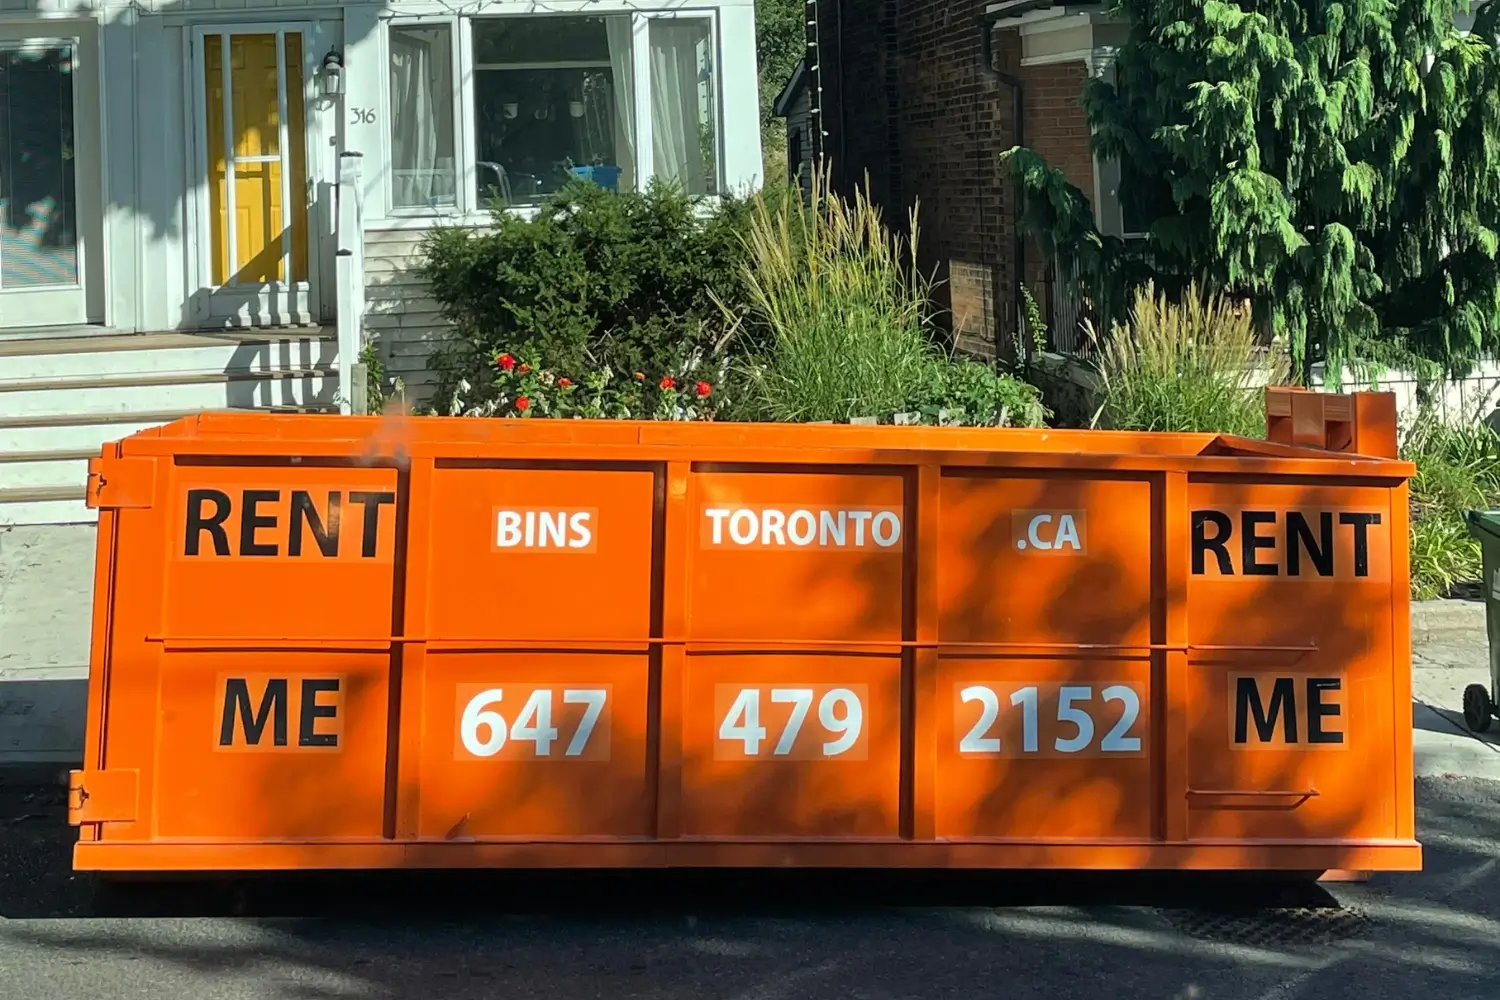 316
RENT BINS TORONTO .CA RENT
ME 647 479 2152 ME